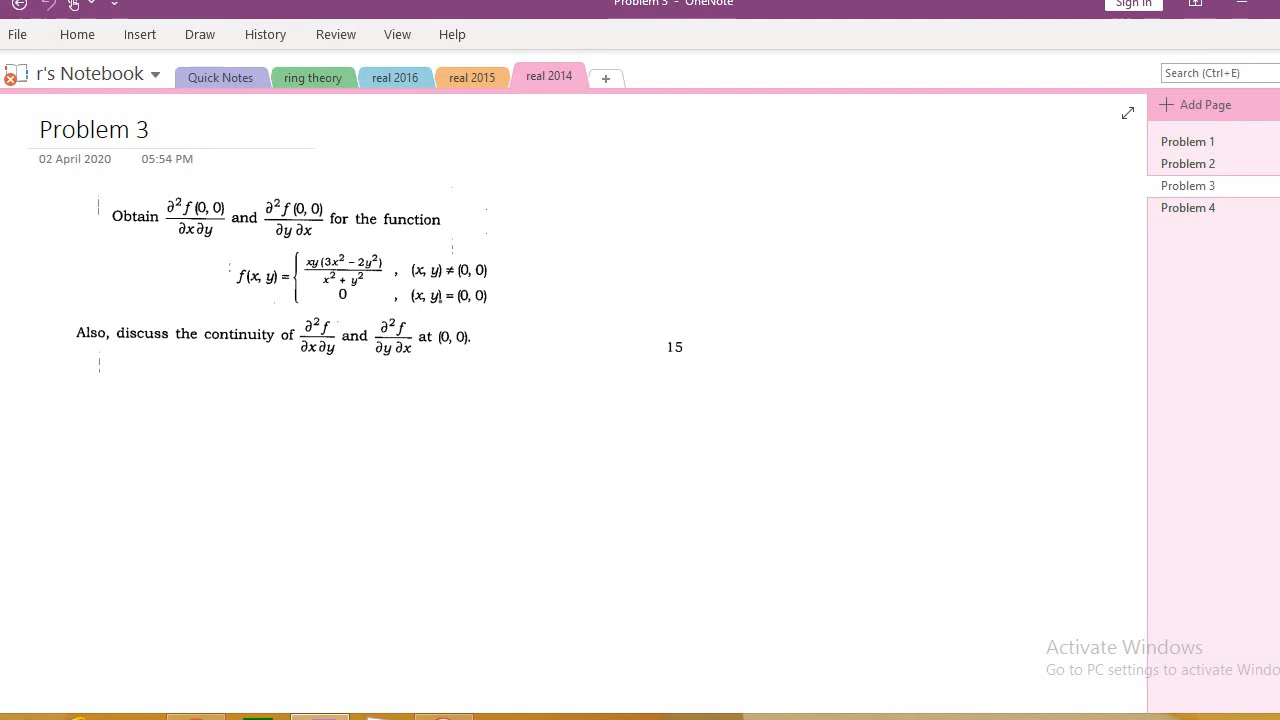 Problem 3 - OneNote
Sign in
File Home Insert Draw History Review View Help
r's Notebook Quick Notes ring theory real 2016 real 2015 real 2014
Search (Ctrl+E)
Add Page
Problem 3
02 April 2020 05:54 PM
Problem 1
Problem 2
Problem 3
Problem 4
Obtain ∂²f(0, 0)/∂x∂y and ∂²f(0, 0)/∂y ∂x for the function
f(x, y) = { xy(3x² − 2y²)/x² + y² , (x, y) ≠ (0, 0)
0 , (x, y) = (0, 0)
Also, discuss the continuity of ∂²f/∂x∂y and ∂²f/∂y ∂x at (0, 0).
15
Activate Windows
Go to PC settings to activate Windo